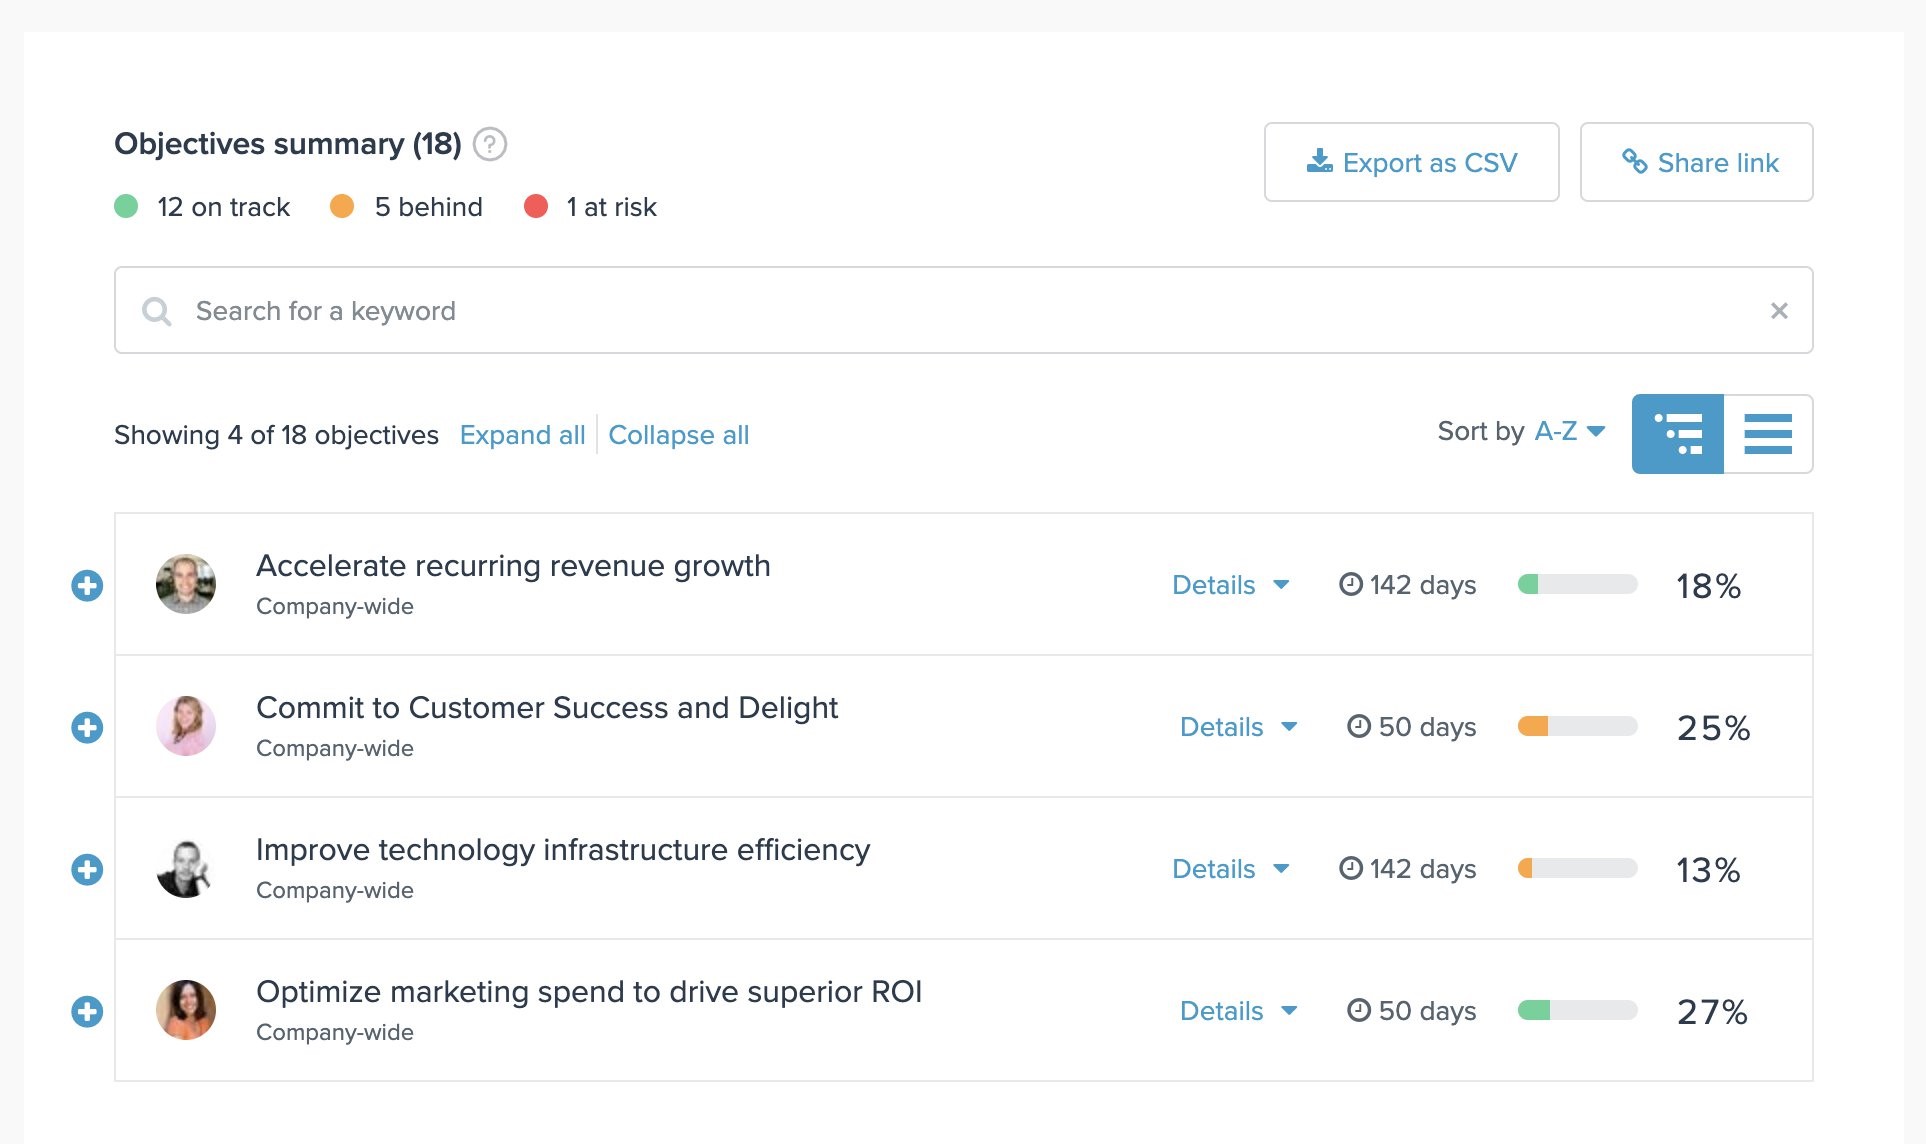 Objectives summary (18) ?
Export as CSV
Share link
12 on track
5 behind
1 at risk
Search for a keyword
Showing 4 of 18 objectives Expand all Collapse all
Sort by A-Z
Accelerate recurring revenue growth
Company-wide
Details 142 days 18%
Commit to Customer Success and Delight
Company-wide
Details 50 days 25%
Improve technology infrastructure efficiency
Company-wide
Details 142 days 13%
Optimize marketing spend to drive superior ROI
Company-wide
Details 50 days 27%